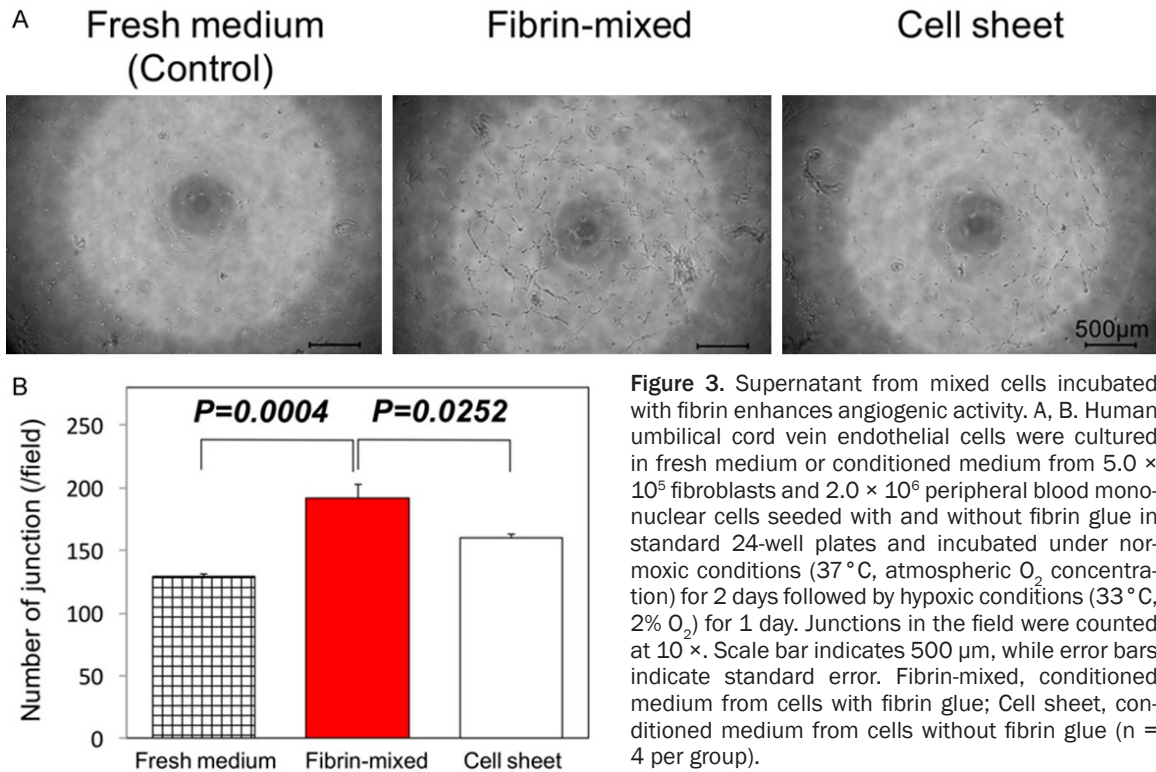 A
Fresh medium
(Control)
Fibrin-mixed
Cell sheet
500μm
B
Number of junction (/field)
250
200
150
100
50
0
P=0.0004
P=0.0252
Fresh medium
Fibrin-mixed
Cell sheet
Figure 3. Supernatant from mixed cells incubated
with fibrin enhances angiogenic activity. A, B. Human
umbilical cord vein endothelial cells were cultured
in fresh medium or conditioned medium from 5.0 ×
10⁵ fibroblasts and 2.0 × 10⁶ peripheral blood mono-
nuclear cells seeded with and without fibrin glue in
standard 24-well plates and incubated under nor-
moxic conditions (37 °C, atmospheric O₂ concentra-
tion) for 2 days followed by hypoxic conditions (33 °C,
2% O₂) for 1 day. Junctions in the field were counted
at 10 ×. Scale bar indicates 500 μm, while error bars
indicate standard error. Fibrin-mixed, conditioned
medium from cells with fibrin glue; Cell sheet, con-
ditioned medium from cells without fibrin glue (n =
4 per group).